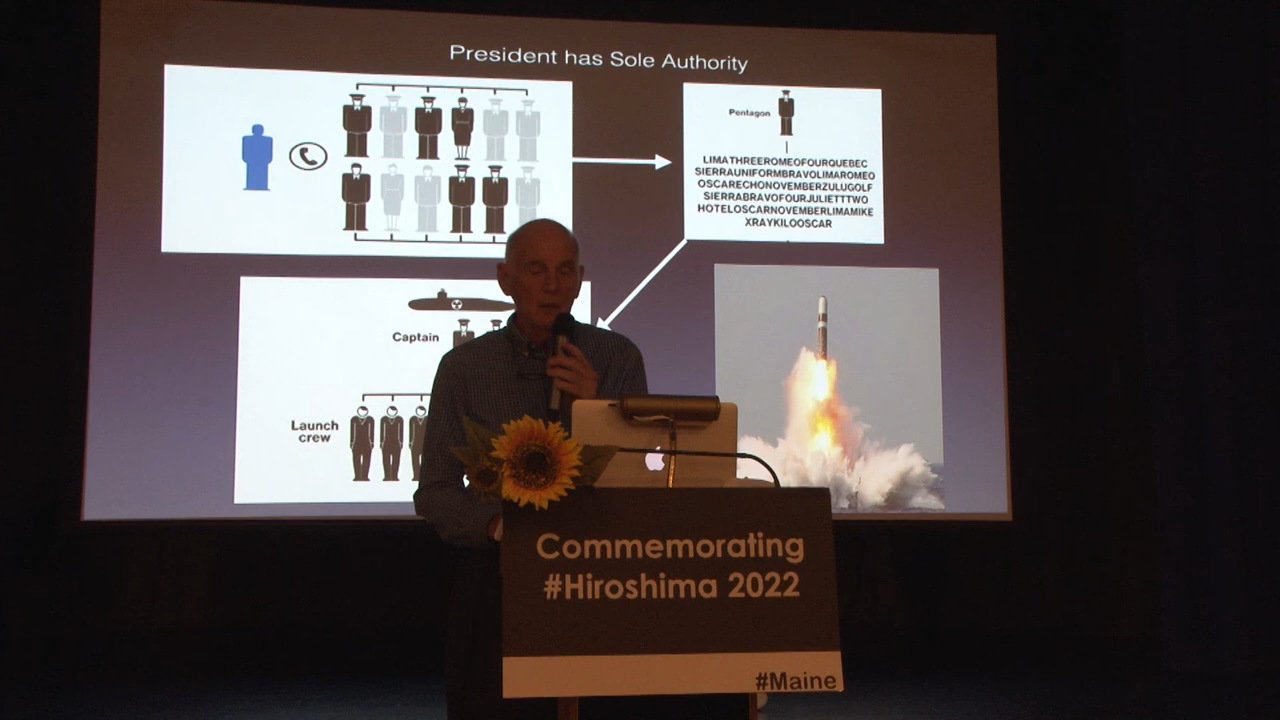 President has Sole Authority
Pentagon
LIMATHREEROMEOFOURQUEBEC
SIERRAUNIFORMBRAVOLIMAROMEO
OSCARECHONOVEMBERZULUGOLF
SIERRABRAVOFOURJULIETTTWO
HOTELOSCARNOVEMBERLIMAMIKE
XRAYKILOOSCAR
Captain
Launch
crew
Commemorating
#Hiroshima 2022
#Maine